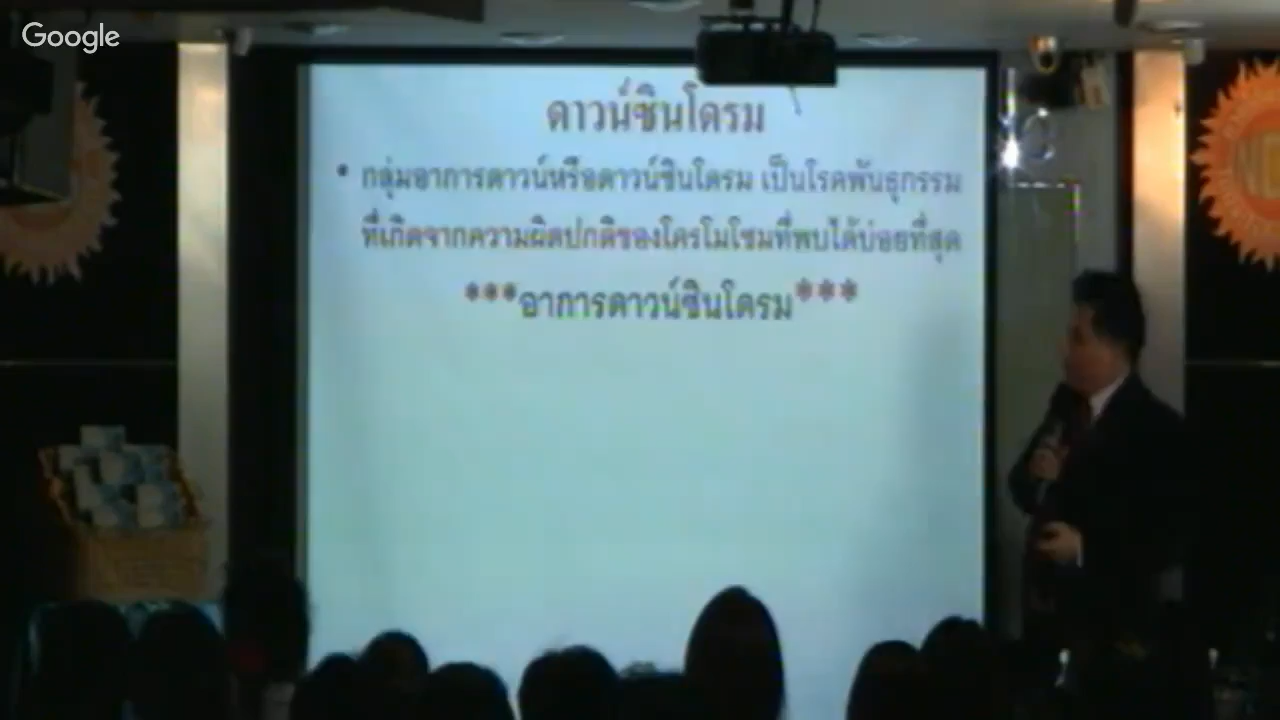 Google
ดาวน์ซินโดรม
• กลุ่มอาการดาวน์หรือดาวน์ซินโดรม เป็นโรคพันธุกรรม
ที่เกิดจากความผิดปกติของโครโมโซมที่พบได้บ่อยที่สุด
***อาการดาวน์ซินโดรม***